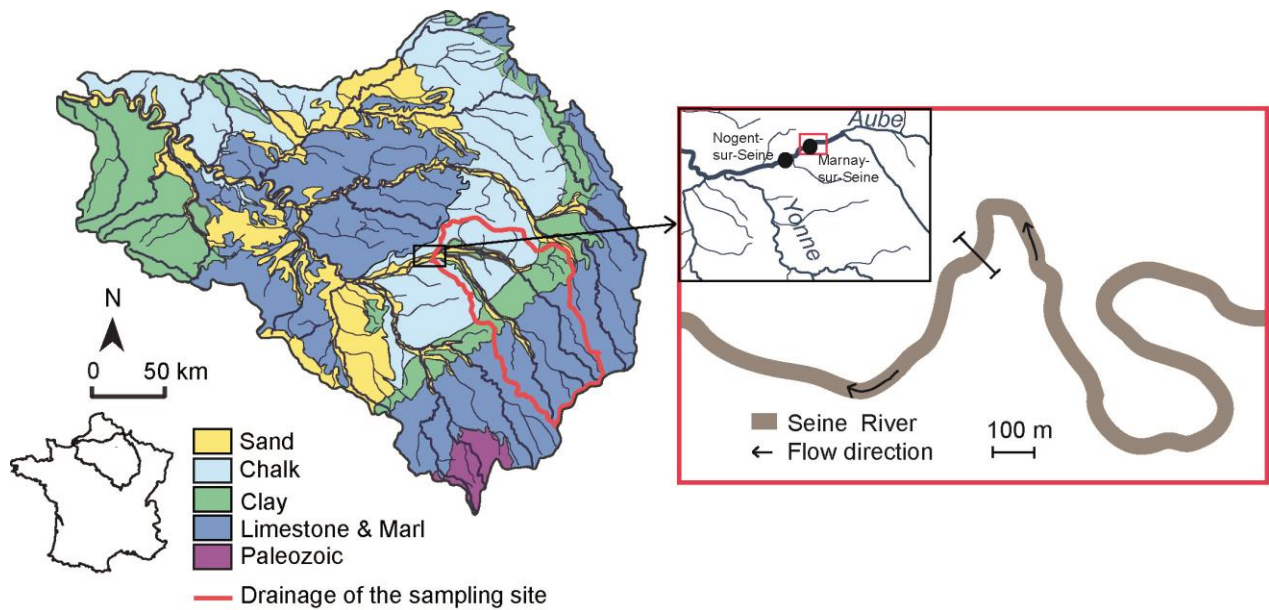 N
0 50 km
Sand
Chalk
Clay
Limestone & Marl
Paleozoic
Drainage of the sampling site
Aube
Nogent-
sur-Seine
Marnay-
sur-Seine
Yonne
Seine River
Flow direction
100 m